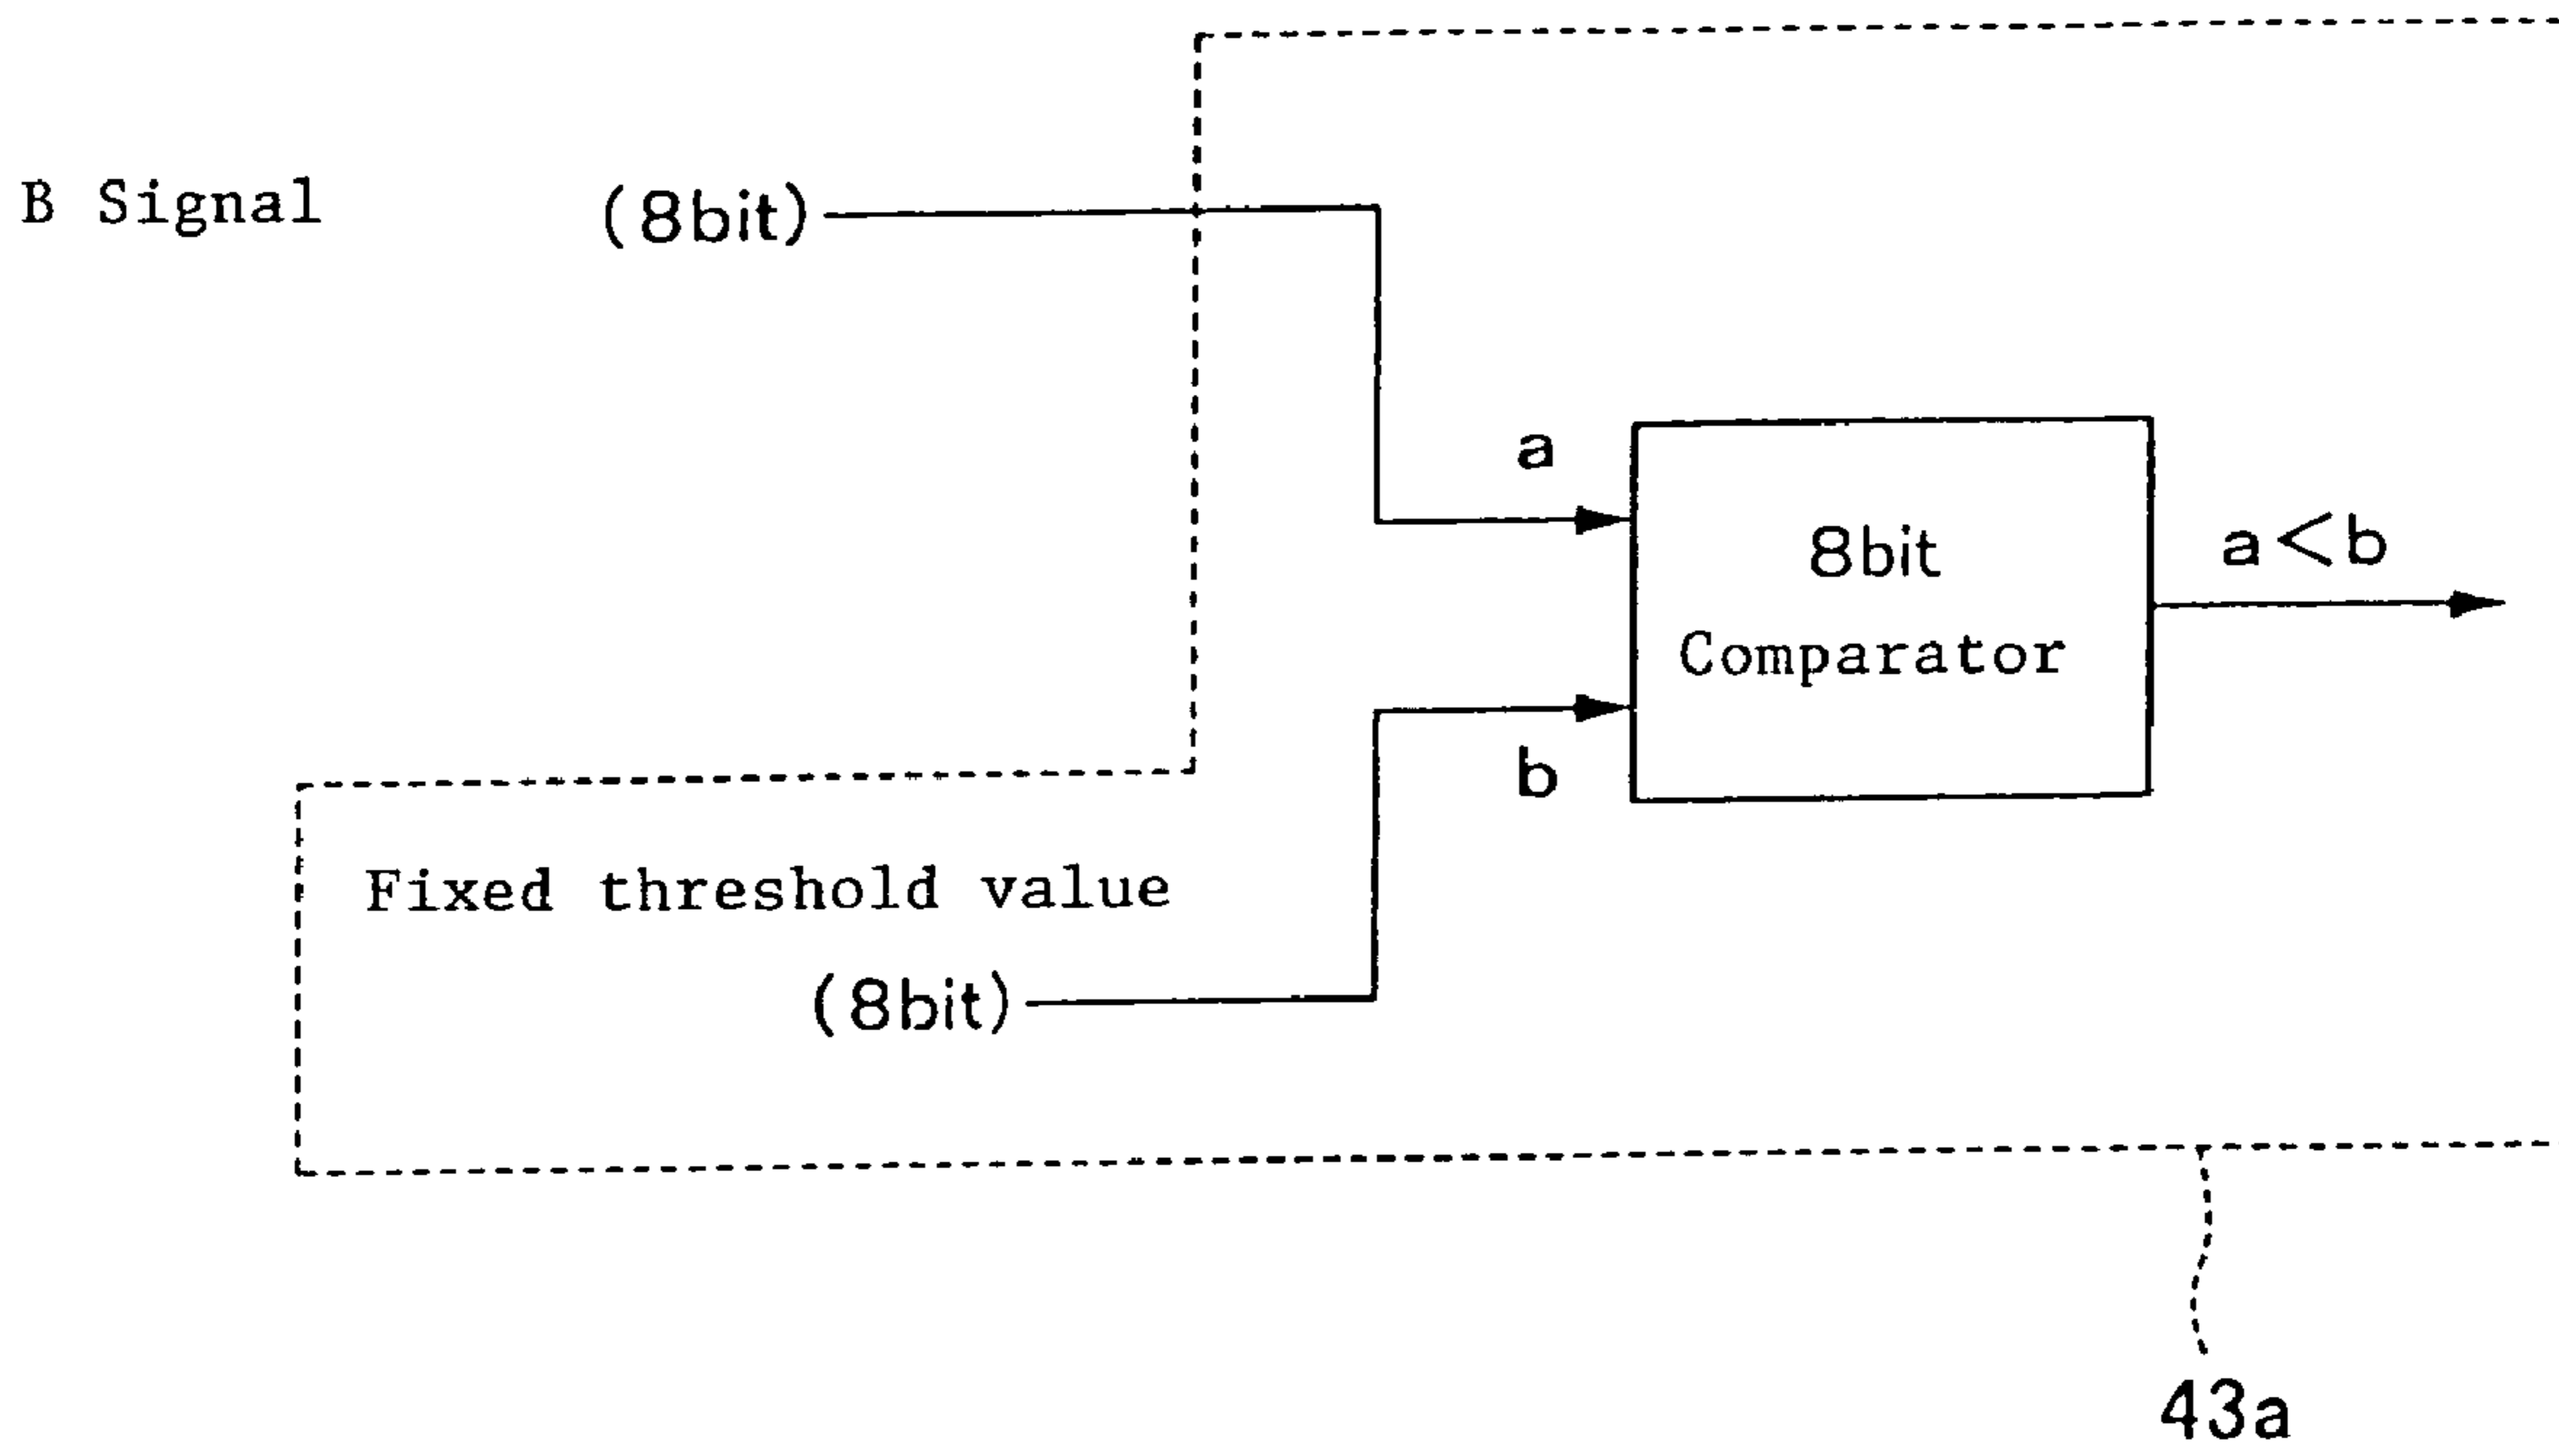 B Signal (8bit)
a
8bit
Comparator
a<b
b
Fixed threshold value
(8bit)
43a